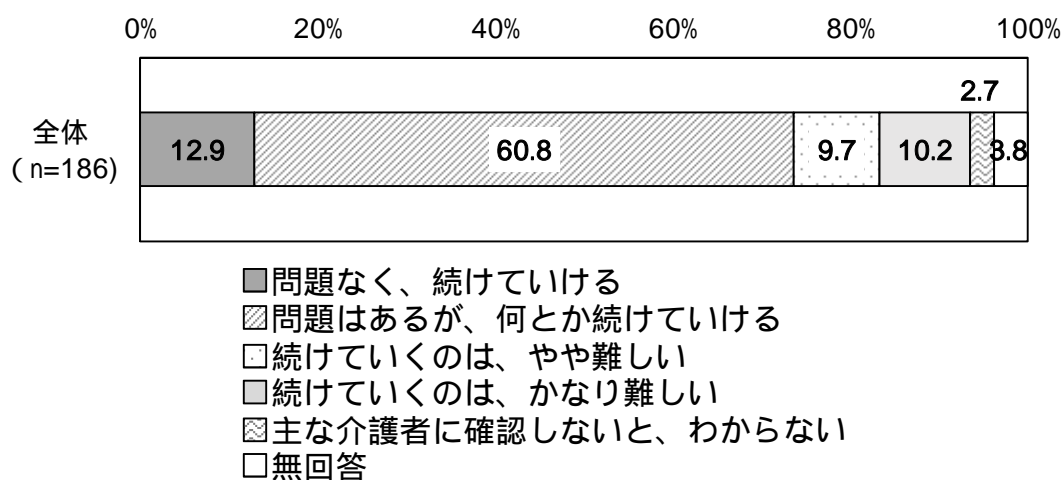 0% 20% 40% 60% 80% 100%
2.7
全体
(n=186)
12.9 60.8 9.7 10.2 3.8
問題なく、続けていける
問題はあるが、何とか続けていける
続けていくのは、やや難しい
続けていくのは、かなり難しい
主な介護者に確認しないと、わからない
無回答